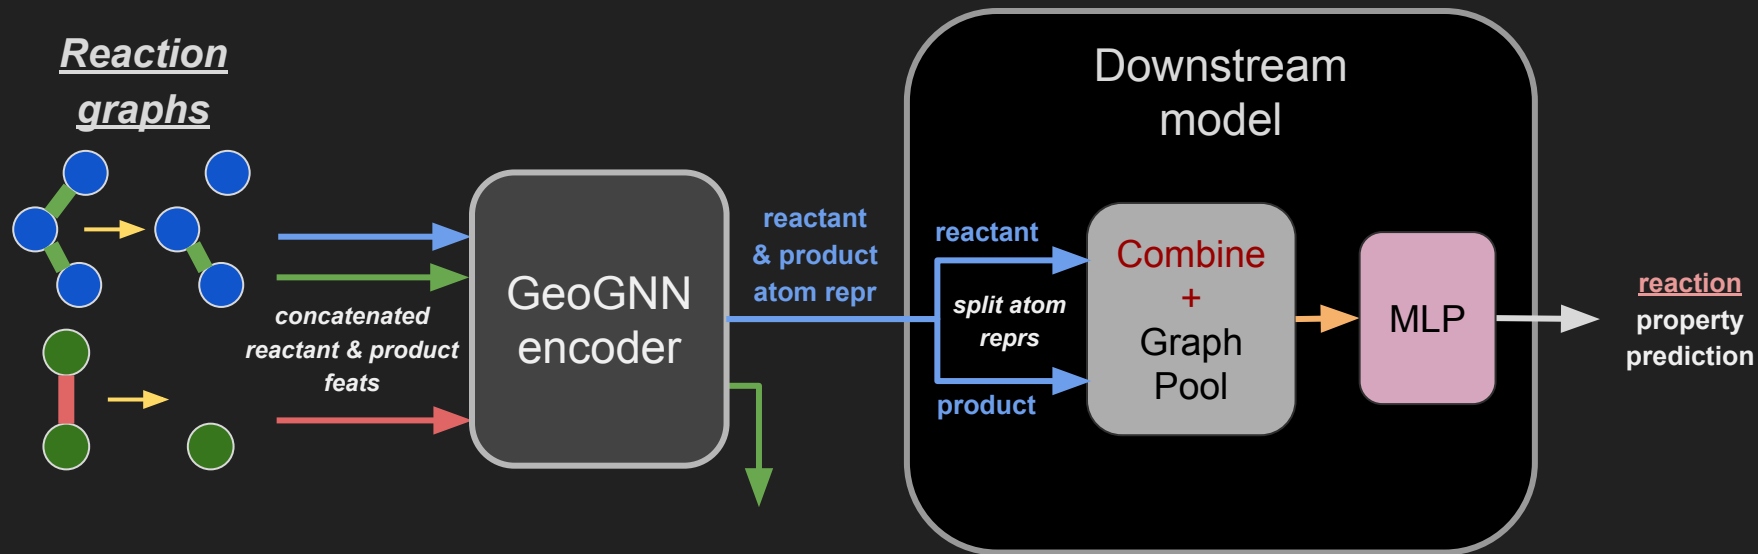 Reaction
graphs
concatenated
reactant & product
feats
GeoGNN
encoder
reactant
& product
atom repr
Downstream
model
reactant
split atom
reprs
product
Combine
+
Graph
Pool
MLP
reaction
property
prediction